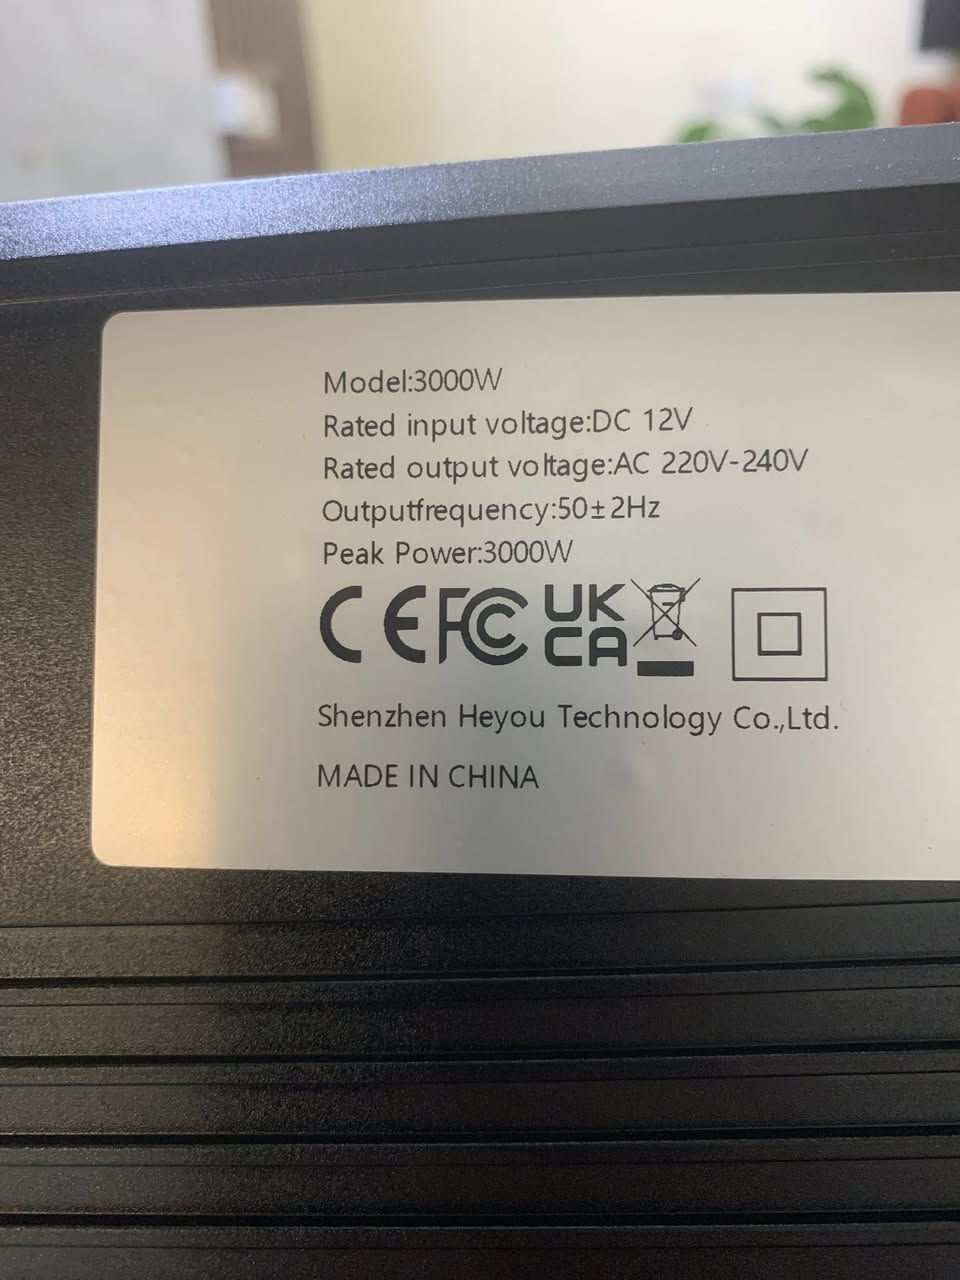 Model:3000W
Rated input voltage:DC 12V
Rated output voltage:AC 220V-240V
Outputfrequency:50±2Hz
Peak Power:3000W
CE FC UK
CA
Shenzhen Heyou Technology Co.,Ltd.
MADE IN CHINA